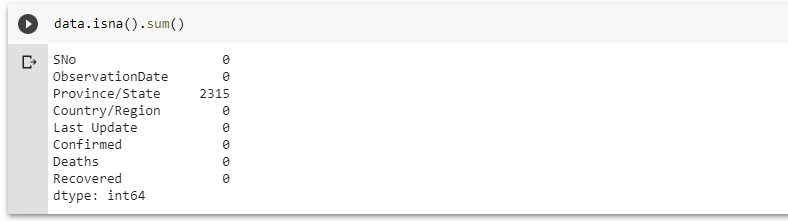 data.isna().sum()
SNo 0
ObservationDate 0
Province/State 2315
Country/Region 0
Last Update 0
Confirmed 0
Deaths 0
Recovered 0
dtype: int64